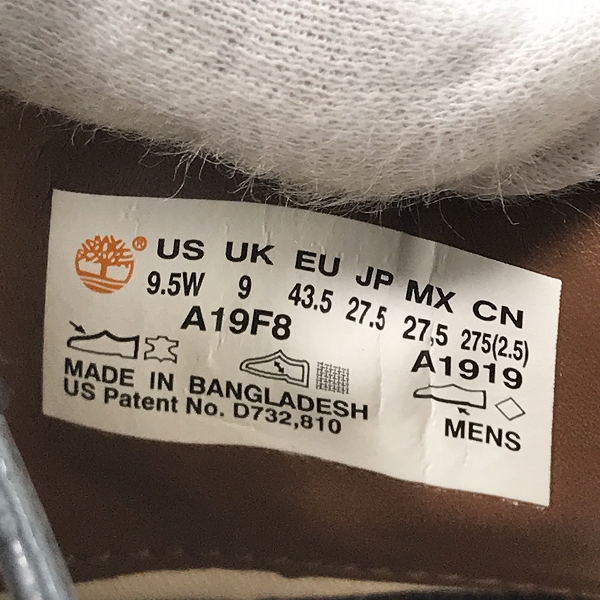 ® US UK EU JP MX CN
9.5W 9 43.5 27.5 27,5 275(2.5)
A19F8 A1919
MADE IN BANGLADESH
US Patent No. D732,810
MENS